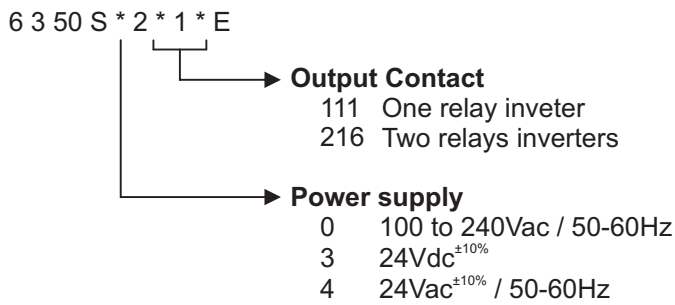 6 3 50 S * 2 * 1 * E
Output Contact
111 One relay inveter
216 Two relays inverters
Power supply
0 100 to 240Vac / 50-60Hz
3 24Vdc±10%
4 24Vac±10% / 50-60Hz